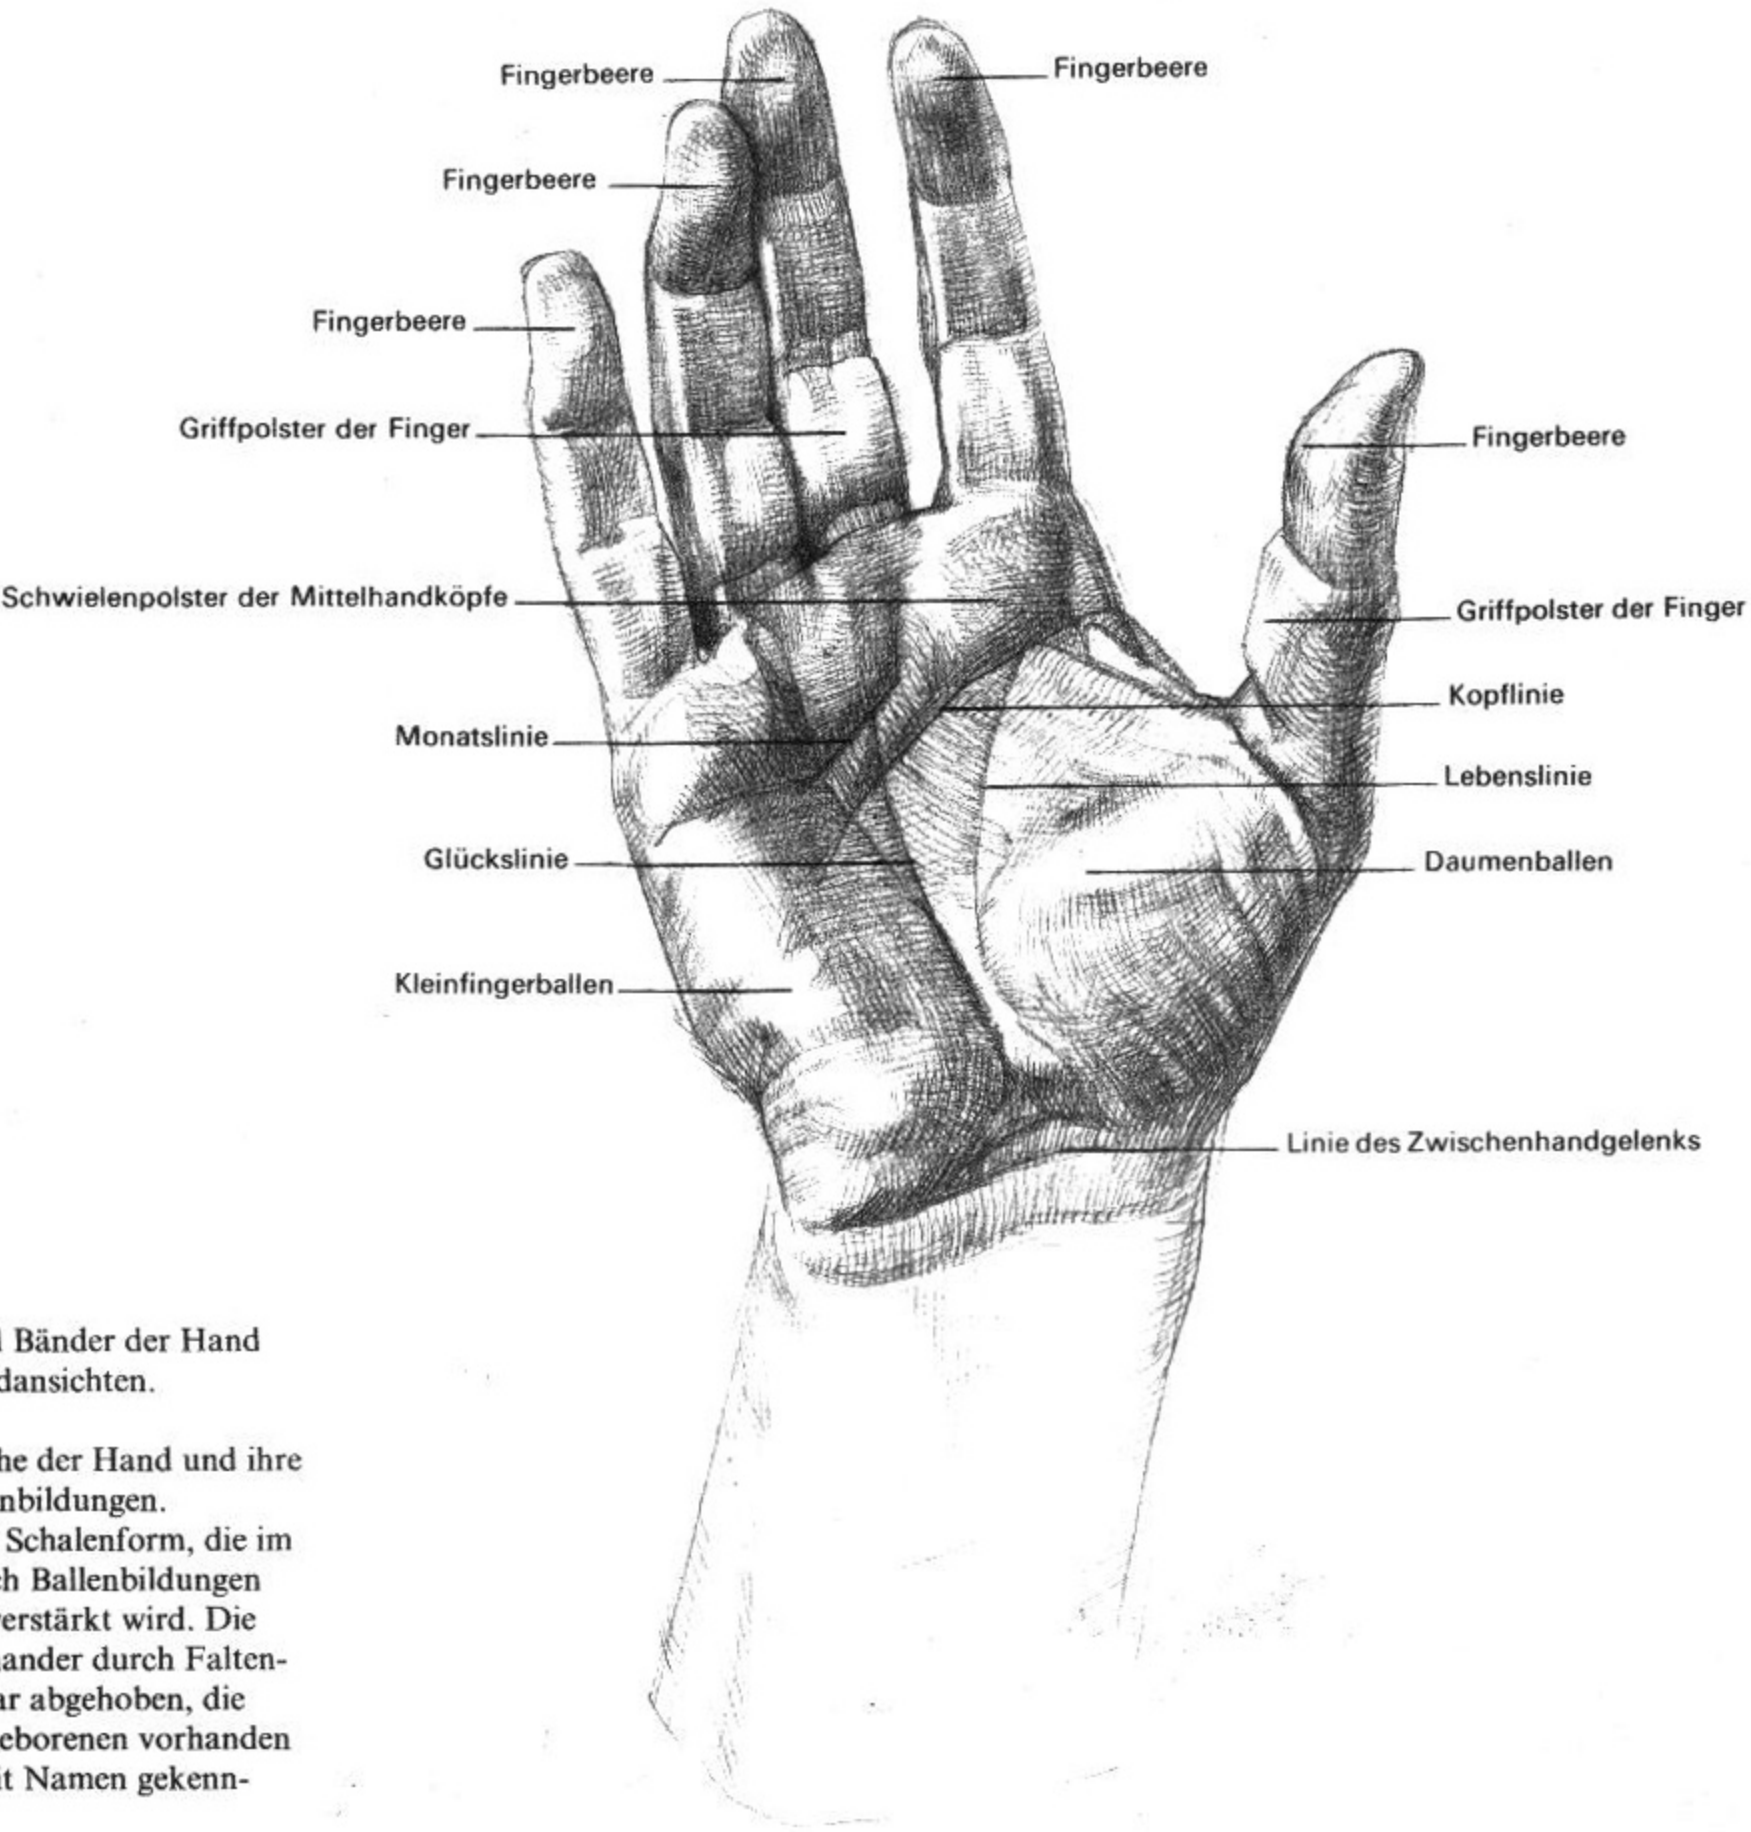 Fingerbeere
Fingerbeere
Fingerbeere
Fingerbeere
Griffpolster der Finger
Fingerbeere
Schwielenpolster der Mittelhandköpfe
Griffpolster der Finger
Kopflinie
Monatslinie
Lebenslinie
Glückslinie
Daumenballen
Kleinfingerballen
Linie des Zwischenhandgelenks
Bänder der Hand
dansichten.
he der Hand und ihre
nbildungen.
Schalenform, die im
ch Ballenbildungen
erstärkt wird. Die
ander durch Falten-
ar abgehoben, die
eborenen vorhanden
it Namen gekenn-